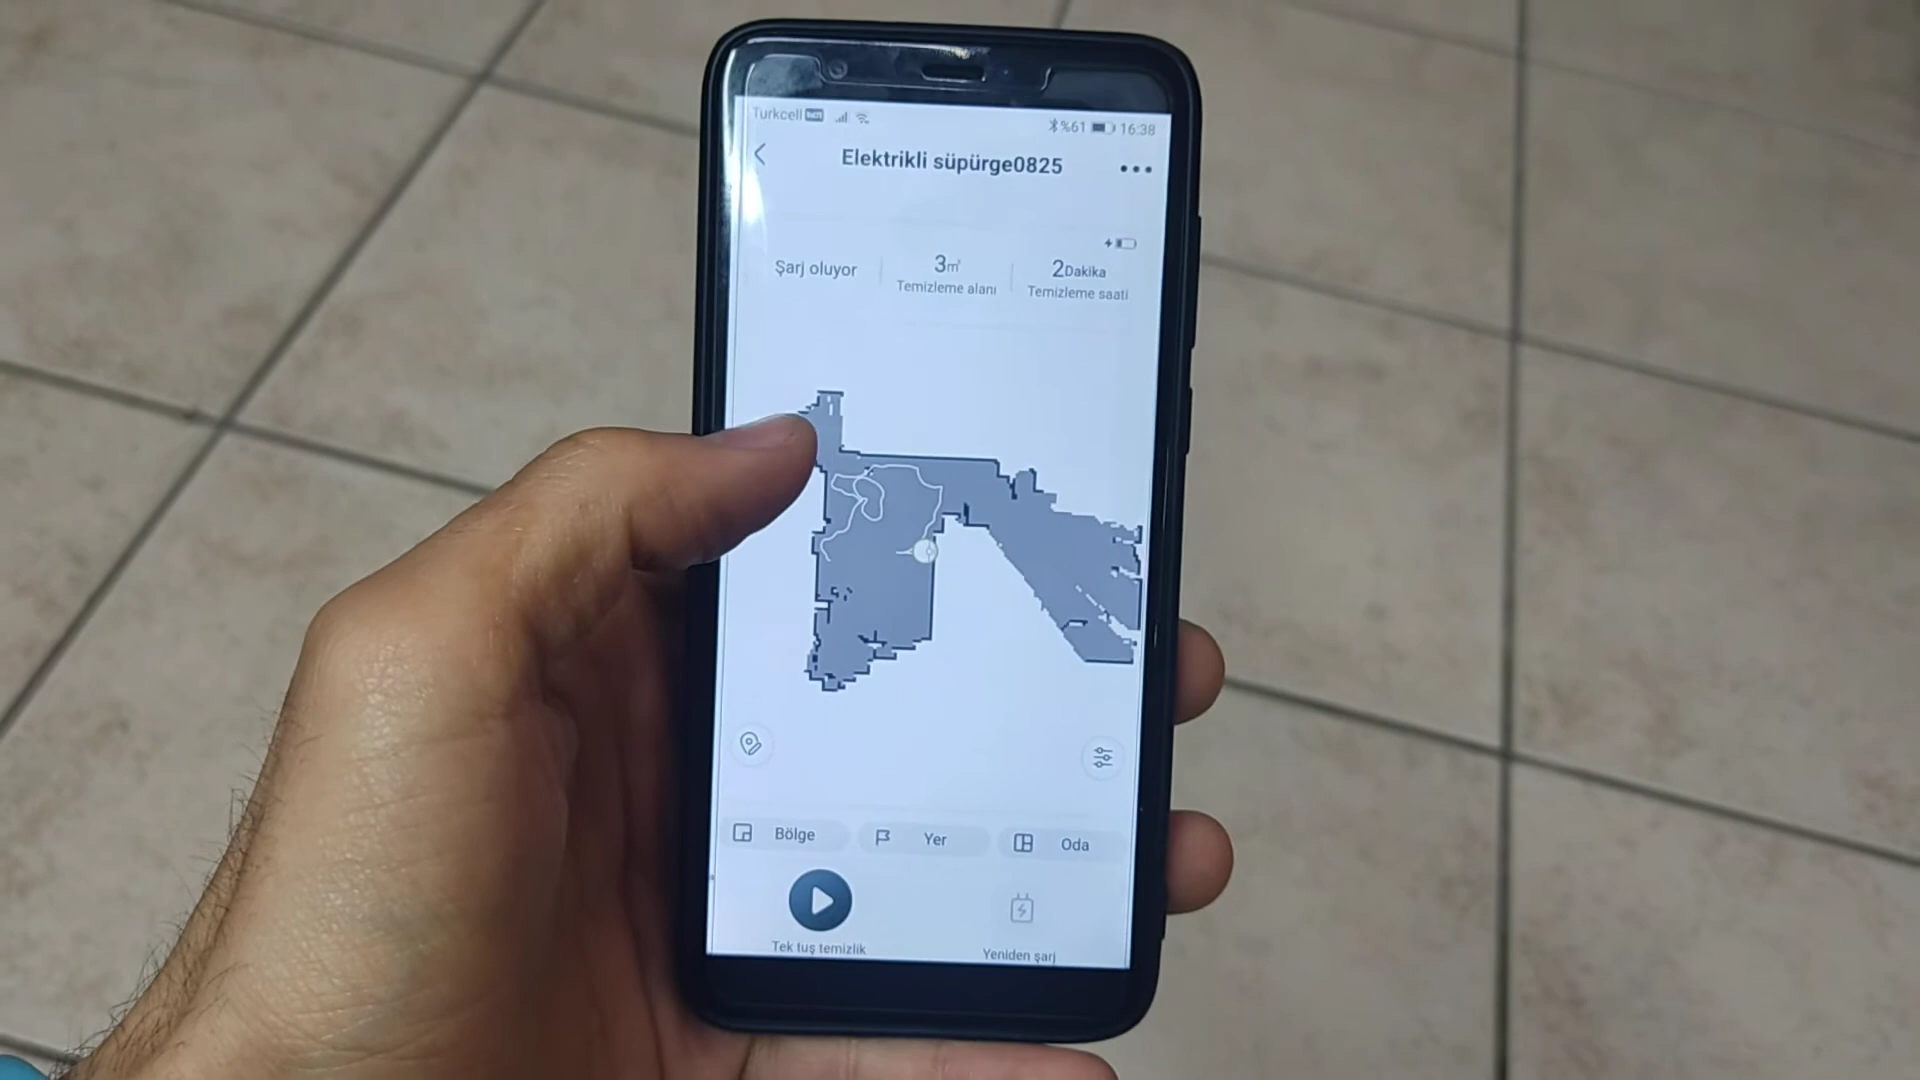 Turkcell VoLTE %61 16:38
Elektrikli süpürge0825
Şarj oluyor
3m²
Temizleme alanı
2Dakika
Temizleme saati
Bölge
Yer
Oda
Tek tuş temizlik
Yeniden şarj